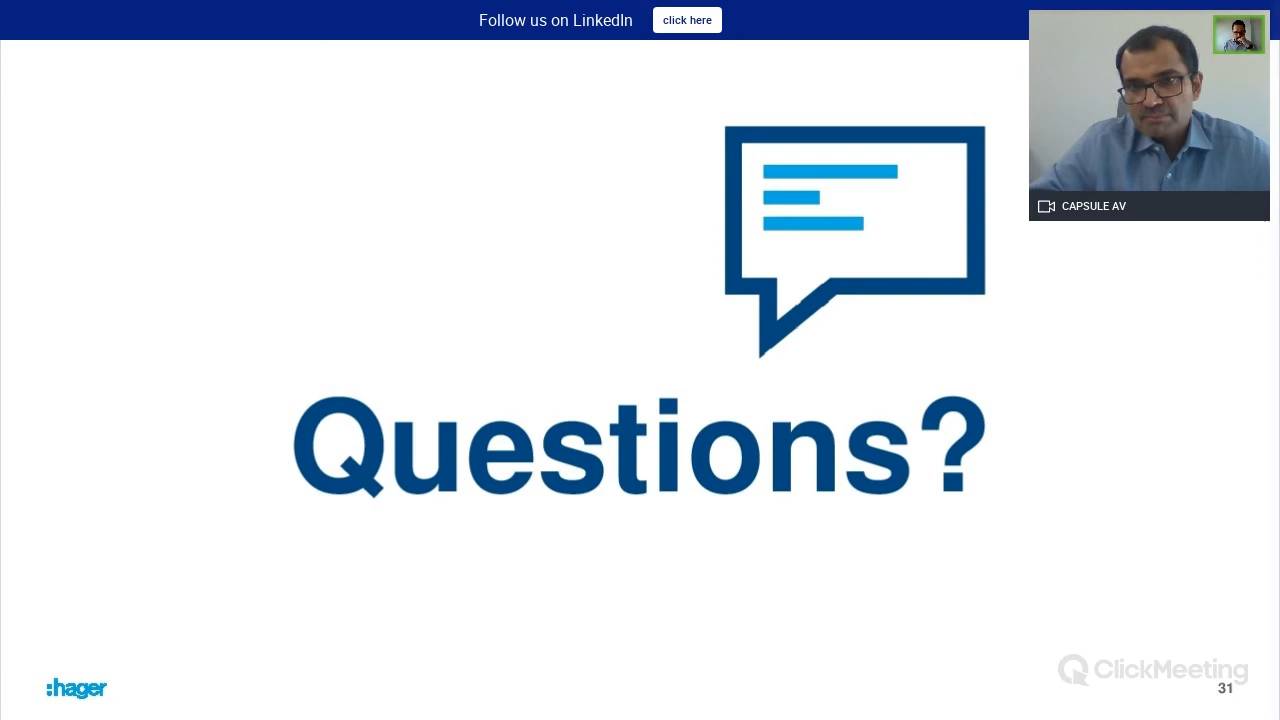 Follow us on LinkedIn click here
CAPSULE AV
Questions?
:hager
ClickMeeting
31